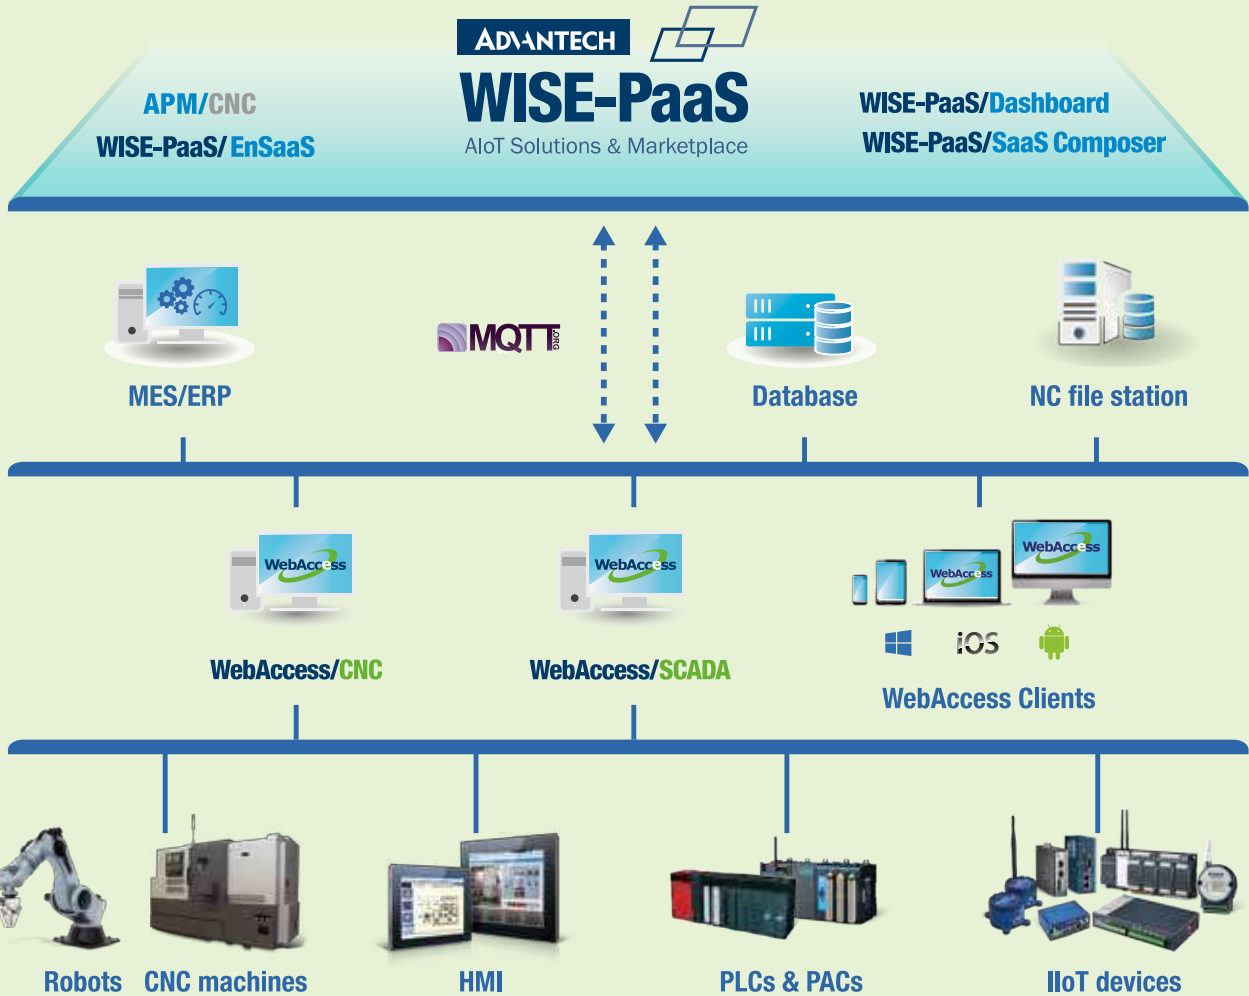 ADVANTECH
WISE-PaaS
AIoT Solutions & Marketplace
APM/CNC
WISE-PaaS/EnSaaS
WISE-PaaS/Dashboard
WISE-PaaS/SaaS Composer
MQTT.ORG
MES/ERP
Database
NC file station
WebAccess
WebAccess
WebAccess
WebAccess
iOS
WebAccess/CNC
WebAccess/SCADA
WebAccess Clients
Robots
CNC machines
HMI
PLCs & PACs
IIoT devices